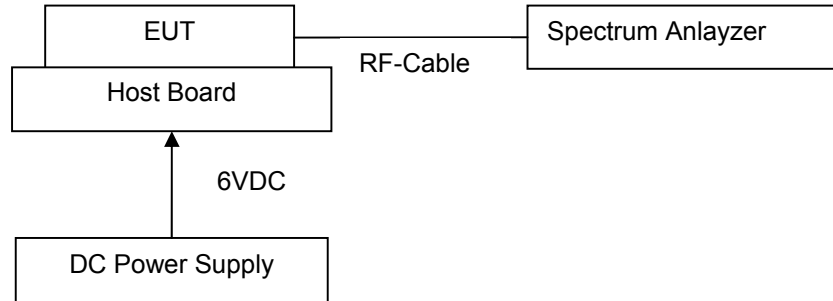 EUT
Spectrum Anlayzer
RF-Cable
Host Board
6VDC
DC Power Supply